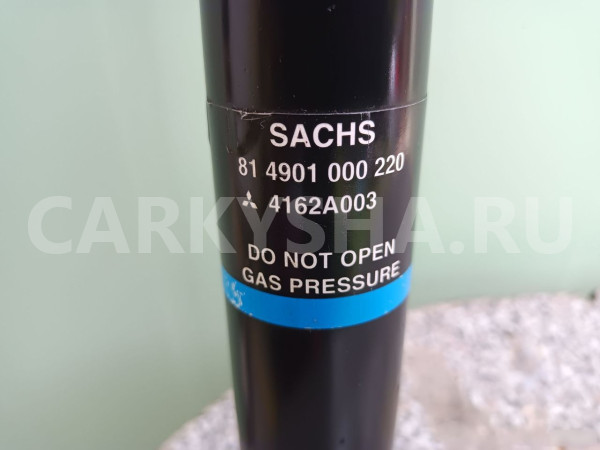 SACHS
81 4901 000 220
4162A003
CARKYSHA.RU
DO NOT OPEN
GAS PRESSURE